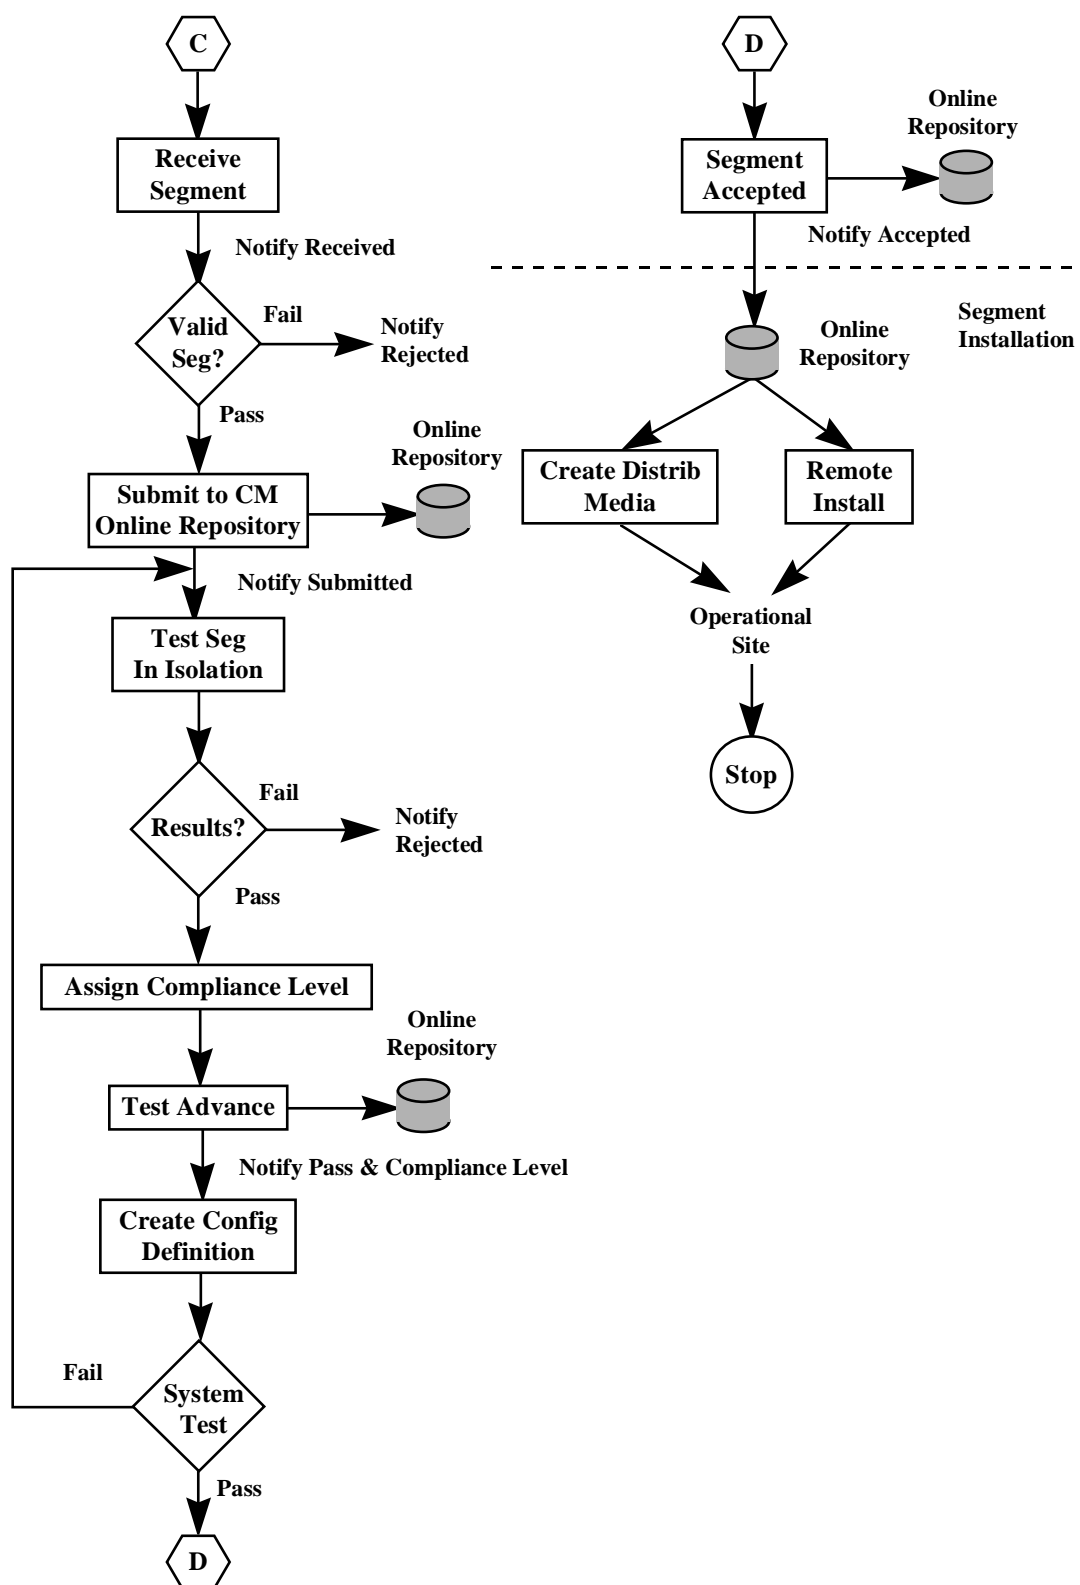 C
Receive
Segment
Notify Received
Valid
Seg?
Fail
Notify
Rejected
Pass
Online
Repository
Submit to CM
Online Repository
Notify Submitted
Test Seg
In Isolation
Results?
Fail
Notify
Rejected
Pass
Assign Compliance Level
Online
Repository
Test Advance
Notify Pass & Compliance Level
Create Config
Definition
Fail
System
Test
Pass
D
D
Online
Repository
Segment
Accepted
Notify Accepted
Segment
Installation
Online
Repository
Create Distrib
Media
Remote
Install
Operational
Site
Stop